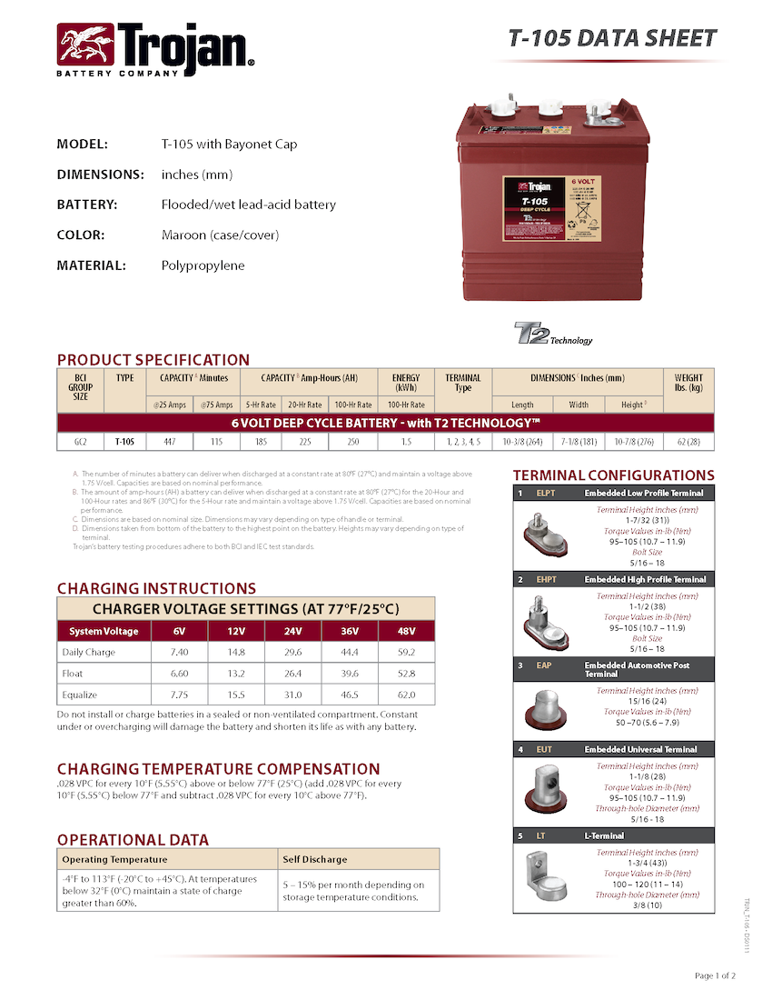 Trojan®
BATTERY COMPANY
T-105 DATA SHEET
MODEL: T-105 with Bayonet Cap
DIMENSIONS: inches (mm)
BATTERY: Flooded/wet lead-acid battery
COLOR: Maroon (case/cover)
MATERIAL: Polypropylene
Trojan
T-105
DEEP CYCLE
6 VOLT
Pb
T2 Technology
PRODUCT SPECIFICATION
BCI GROUP SIZE TYPE CAPACITY A Minutes CAPACITY B Amp-Hours (AH) ENERGY (kWh) TERMINAL Type DIMENSIONS C Inches (mm) WEIGHT lbs. (kg)
@25 Amps @75 Amps 5-Hr Rate 20-Hr Rate 100-Hr Rate 100-Hr Rate Length Width Height D
6 VOLT DEEP CYCLE BATTERY - with T2 TECHNOLOGY™
GC2 T-105 447 115 185 225 250 1.5 1, 2, 3, 4, 5 10-3/8 (264) 7-1/8 (181) 10-7/8 (276) 62 (28)
A. The number of minutes a battery can deliver when discharged at a constant rate at 80°F (27°C) and maintain a voltage above
1.75 V/cell. Capacities are based on nominal performance.
B. The amount of amp-hours (AH) a battery can deliver when discharged at a constant rate at 80°F (27°C) for the 20-Hour and
100-Hour rates and 86°F (30°C) for the 5-Hour rate and maintain a voltage above 1.75 V/cell. Capacities are based on nominal
performance.
C. Dimensions are based on nominal size. Dimensions may vary depending on type of handle or terminal.
D. Dimensions taken from bottom of the battery to the highest point on the battery. Heights may vary depending on type of
terminal.
Trojan's battery testing procedures adhere to both BCI and IEC test standards.
CHARGING INSTRUCTIONS
CHARGER VOLTAGE SETTINGS (AT 77°F/25°C)
System Voltage 6V 12V 24V 36V 48V
Daily Charge 7.40 14.8 29.6 44.4 59.2
Float 6.60 13.2 26.4 39.6 52.8
Equalize 7.75 15.5 31.0 46.5 62.0
Do not install or charge batteries in a sealed or non-ventilated compartment. Constant
under or overcharging will damage the battery and shorten its life as with any battery.
CHARGING TEMPERATURE COMPENSATION
.028 VPC for every 10°F (5.55°C) above or below 77°F (25°C) (add .028 VPC for every
10°F (5.55°C) below 77°F and subtract .028 VPC for every 10°C above 77°F).
OPERATIONAL DATA
Operating Temperature Self Discharge
-4°F to 113°F (-20°C to +45°C). At temperatures
below 32°F (0°C) maintain a state of charge
greater than 60%.
5 – 15% per month depending on
storage temperature conditions.
TERMINAL CONFIGURATIONS
1 ELPT Embedded Low Profile Terminal
Terminal Height inches (mm)
1-7/32 (31))
Torque Values in-lb (Nm)
95–105 (10.7 – 11.9)
Bolt Size
5/16 – 18
2 EHPT Embedded High Profile Terminal
Terminal Height inches (mm)
1-1/2 (38)
Torque Values in-lb (Nm)
95–105 (10.7 – 11.9)
Bolt Size
5/16 – 18
3 EAP Embedded Automotive Post
Terminal
Terminal Height inches (mm)
15/16 (24)
Torque Values in-lb (Nm)
50 –70 (5.6 – 7.9)
4 EUT Embedded Universal Terminal
Terminal Height inches (mm)
1-1/8 (28)
Torque Values in-lb (Nm)
95–105 (10.7 – 11.9)
Through-hole Diameter (mm)
5/16 - 18
5 LT L-Terminal
Terminal Height inches (mm)
1-3/4 (43))
Torque Values in-lb (Nm)
100 – 120 (11 – 14)
Through-hole Diameter (mm)
3/8 (10)
TRJN_T-105 • DS0111
Page 1 of 2